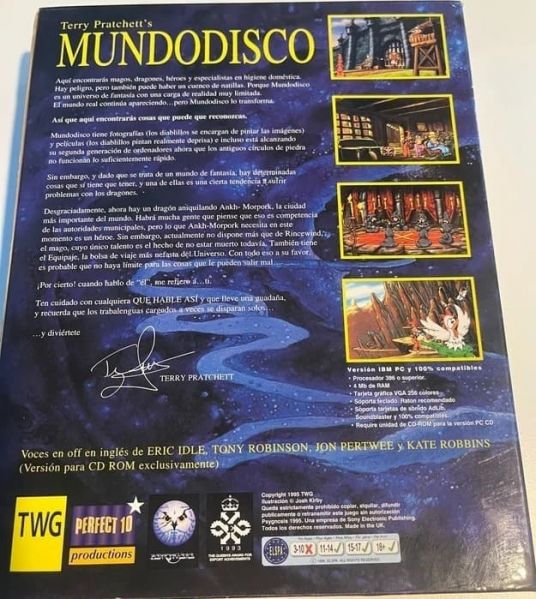 Terry Pratchett's
MUNDODISCO
Aquí encontrarás magos, dragones, héroes y especialistas en higiene doméstica.
Hay peligro, pero también puede haber un cuenco de natillas. Porque Mundodisco
es un universo de fantasía con una carga de realidad muy limitada.
El mundo real continúa apareciendo…pero Mundodisco lo transforma.
Así que aquí encontrarás cosas que puede que reconozcas.
Mundodisco tiene fotografías (los diablillos se encargan de pintar las imágenes)
y películas (los diablillos pintan realmente deprisa) e incluso está alcanzando
su segunda generación de ordenadores ahora que los antiguos círculos de piedra
no funcionan lo suficientemente rápido.
Sin embargo, y dado que se trata de un mundo de fantasía, hay determinadas
cosas que sí tiene que tener, y una de ellas es una cierta tendencia a sufrir
problemas con los dragones.
Desgraciadamente, ahora hay un dragón aniquilando Ankh- Morpork, la ciudad
más importante del mundo. Habrá mucha gente que piense que eso es competencia
de las autoridades municipales, pero lo que Ankh-Morpork necesita en este
momento es un héroe. Sin embargo, actualmente no dispone más que de Rincewind,
el mago, cuyo único talento es el hecho de no estar muerto todavía. También tiene
el Equipaje, la bolsa de viaje más nefasta del Universo. Con todo eso a su favor,
es probable que no haya límite para las cosas que le pueden salir mal…
¡Por cierto! cuando hablo de "él", me refiero a…ti.
Ten cuidado con cualquiera QUE HABLE ASÍ y que lleve una guadaña,
y recuerda que los trabalenguas cargados a veces se disparan solos…
…y diviértete
TERRY PRATCHETT
Versión IBM PC y 100% compatibles
• Procesador 386 o superior.
• 4 Mb de RAM
• Tarjeta gráfica VGA 256 colores
• Soporta teclado. Raton recomendado
• Soporta tarjetas de sonido AdLib,
Soundblaster y 100% compatibles.
• Require unidad de CD-ROM para la versión PC CD
Voces en off en inglés de ERIC IDLE, TONY ROBINSON, JON PERTWEE y KATE ROBBINS
(Versión para CD ROM exclusivamente)
TWG
PERFECT 10
productions
PSYGNOSIS
1993
THE QUEEN'S AWARD FOR
EXPORT ACHIEVEMENT
Copyright 1995 TWG
Ilustración © Josh Kirby
Queda estrictamente prohibido copiar, alquilar, difundir
publicamente o retransmitir este juego sin autorización
Psygnosis 1995. Una empresa de Sony Electronic Publishing.
Todos los derechos reservados. Made in the UK.
ELSPA
3-10 11-14 15-17 18+